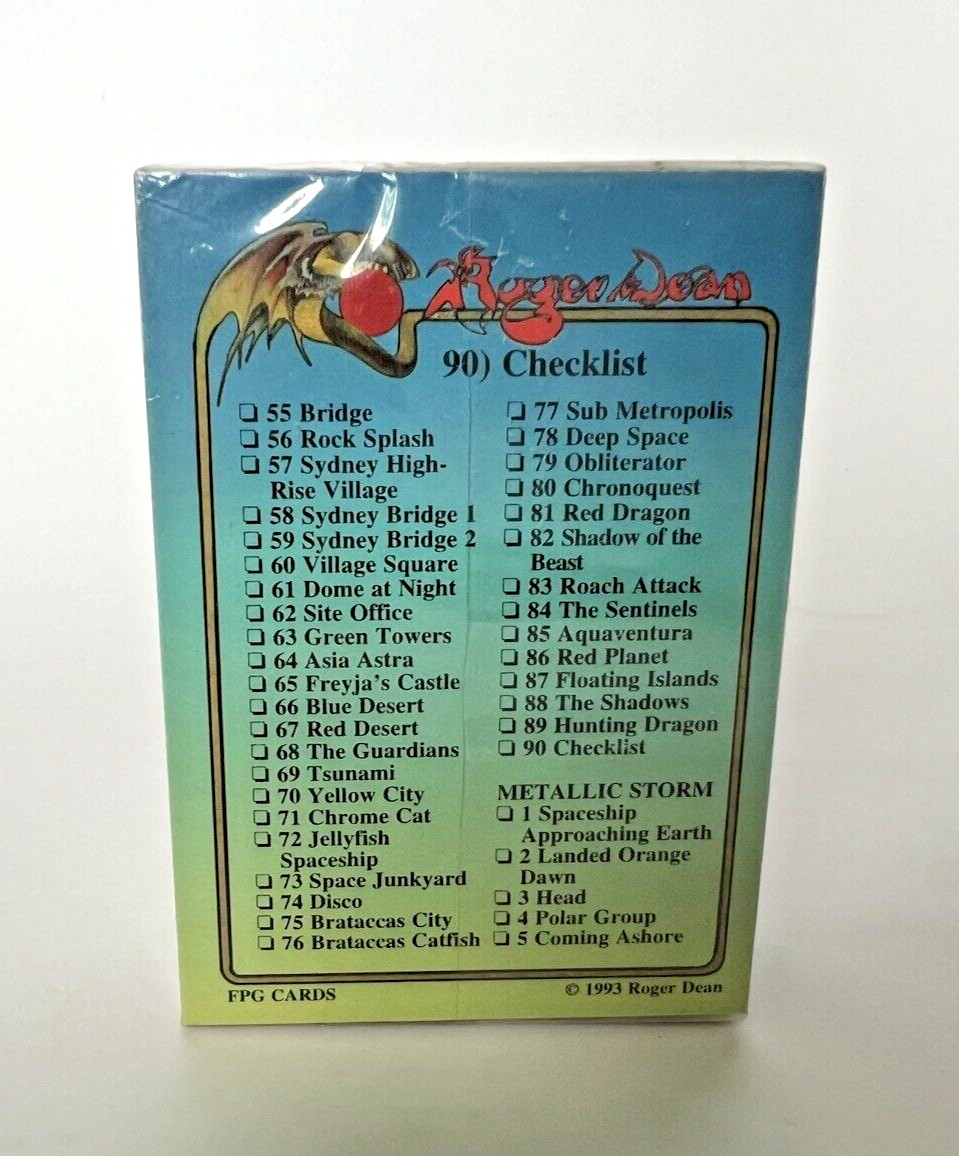 Roger Dean
90) Checklist
❏ 55 Bridge
❏ 56 Rock Splash
❏ 57 Sydney High-
Rise Village
❏ 58 Sydney Bridge 1
❏ 59 Sydney Bridge 2
❏ 60 Village Square
❏ 61 Dome at Night
❏ 62 Site Office
❏ 63 Green Towers
❏ 64 Asia Astra
❏ 65 Freyja's Castle
❏ 66 Blue Desert
❏ 67 Red Desert
❏ 68 The Guardians
❏ 69 Tsunami
❏ 70 Yellow City
❏ 71 Chrome Cat
❏ 72 Jellyfish
Spaceship
❏ 73 Space Junkyard
❏ 74 Disco
❏ 75 Brataccas City
❏ 76 Brataccas Catfish
❏ 77 Sub Metropolis
❏ 78 Deep Space
❏ 79 Obliterator
❏ 80 Chronoquest
❏ 81 Red Dragon
❏ 82 Shadow of the
Beast
❏ 83 Roach Attack
❏ 84 The Sentinels
❏ 85 Aquaventura
❏ 86 Red Planet
❏ 87 Floating Islands
❏ 88 The Shadows
❏ 89 Hunting Dragon
❏ 90 Checklist
METALLIC STORM
❏ 1 Spaceship
Approaching Earth
❏ 2 Landed Orange
Dawn
❏ 3 Head
❏ 4 Polar Group
❏ 5 Coming Ashore
FPG CARDS
© 1993 Roger Dean